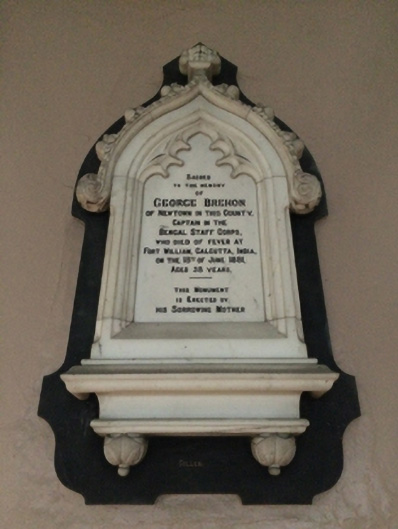 SACRED
TO THE MEMORY
OF
GEORGE BREHON
OF NEWTOWN IN THIS COUNTY,
CAPTAIN IN THE
BENGAL STAFF CORPS,
WHO DIED OF FEVER AT
FORT WILLIAM, CALCUTTA, INDIA,
ON THE 18TH OF JUNE 1881,
AGED 38 YEARS.
THIS MONUMENT
IS ERECTED BY
HIS SORROWING MOTHER